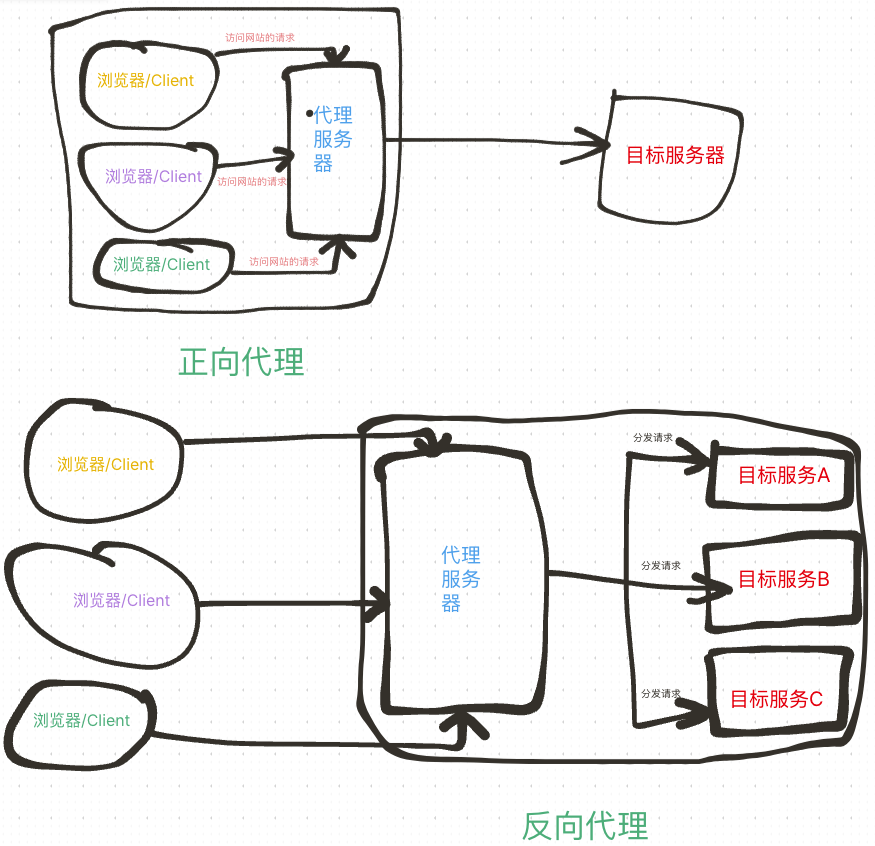 访问网站的请求
浏览器/Client
代理
服务
器
目标服务器
浏览器/Client
访问网站的请求
浏览器/Client
访问网站的请求
正向代理
浏览器/Client
分发请求
目标服务A
代理
服务
器
分发请求
目标服务B
浏览器/Client
分发请求
目标服务C
浏览器/Client
反向代理